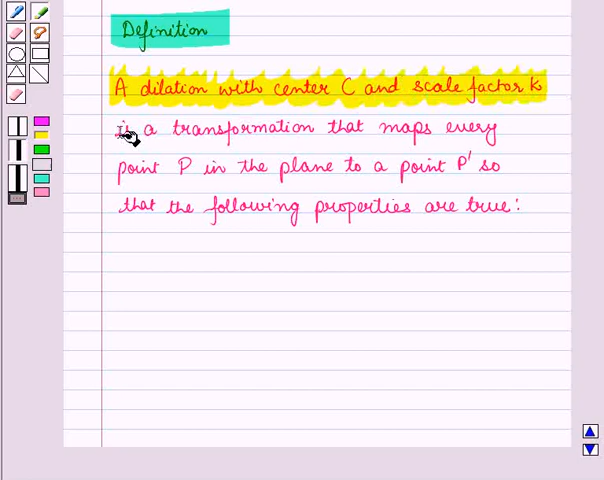 Definition
A dilation with center C and scale factor k
is a transformation that maps every
point P in the plane to a point P' so
that the following properties are true: